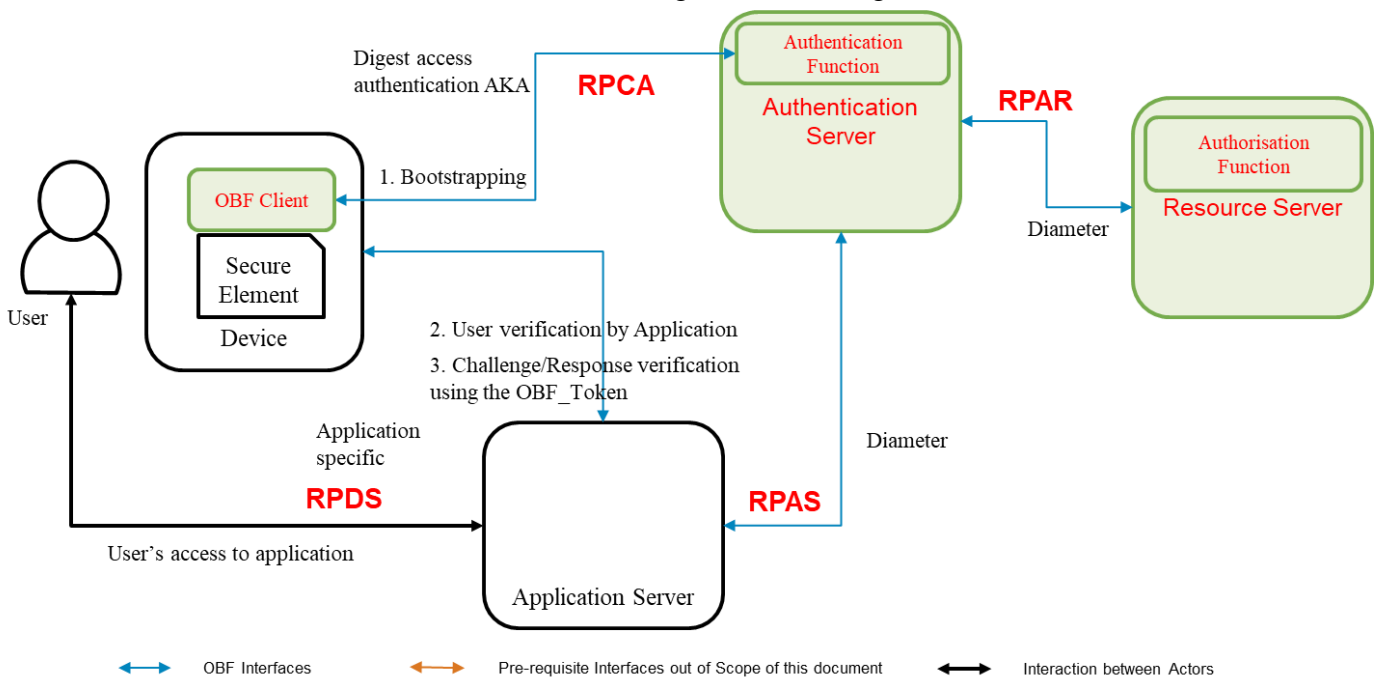 Digest access
authentication AKA
RPCA
Authentication
Function
Authentication
Server
RPAR
Authorisation
Function
Resource Server
Diameter
1. Bootstrapping
OBF Client
Secure
Element
Device
User
2. User verification by Application
3. Challenge/Response verification
using the OBF_Token
Application
specific
RPDS
User's access to application
Application Server
RPAS
Diameter
OBF Interfaces
Pre-requisite Interfaces out of Scope of this document
Interaction between Actors